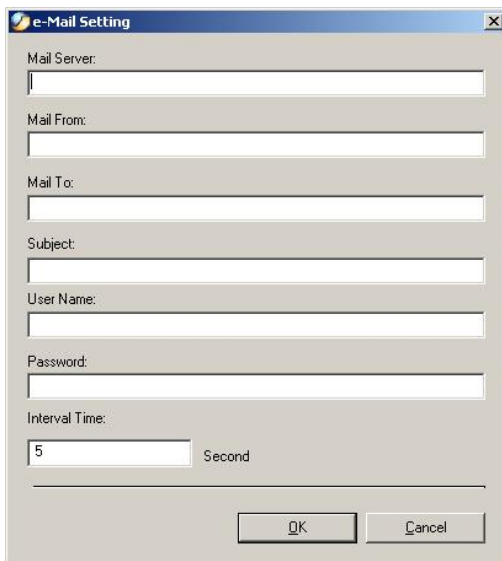 e-Mail Setting
Mail Server:
Mail From:
Mail To:
Subject:
User Name:
Password:
Interval Time:
5 Second
OK Cancel